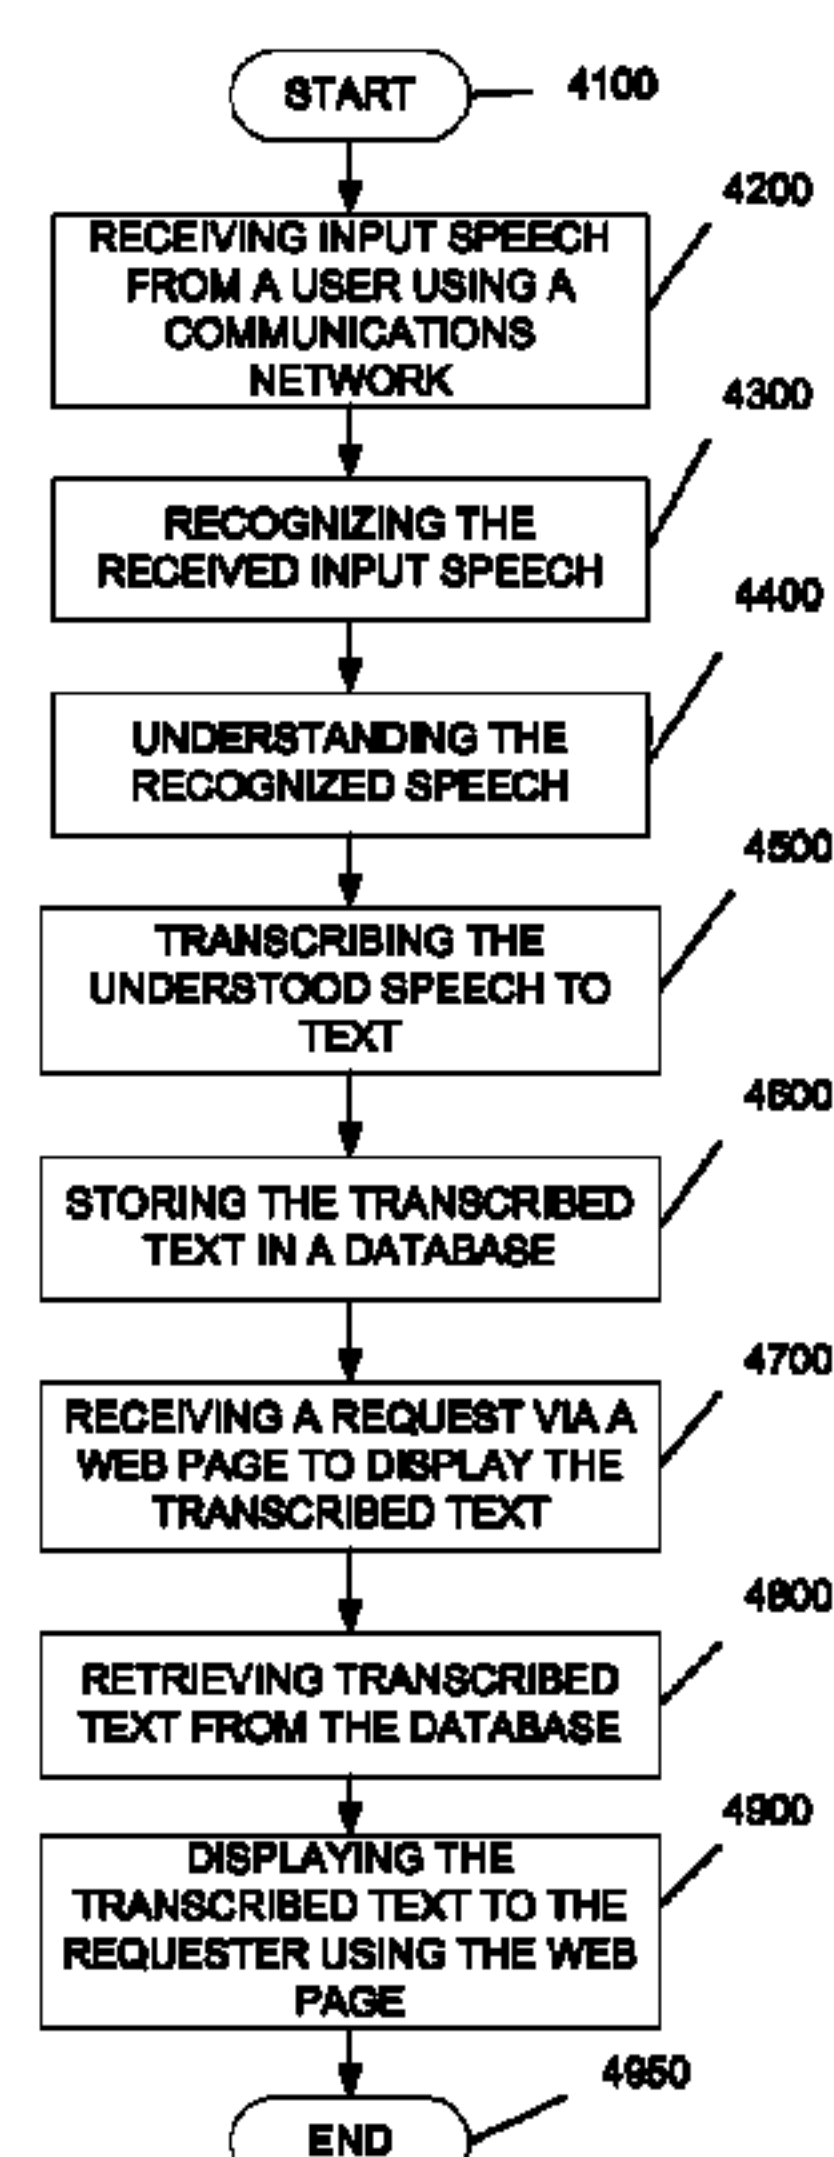 START
4100
4200
RECEIVING INPUT SPEECH
FROM A USER USING A
COMMUNICATIONS
NETWORK
4300
RECOGNIZING THE
RECEIVED INPUT SPEECH
4400
UNDERSTANDING THE
RECOGNIZED SPEECH
4500
TRANSCRIBING THE
UNDERSTOOD SPEECH TO
TEXT
4600
STORING THE TRANSCRIBED
TEXT IN A DATABASE
4700
RECEIVING A REQUEST VIA A
WEB PAGE TO DISPLAY THE
TRANSCRIBED TEXT
4800
RETRIEVING TRANSCRIBED
TEXT FROM THE DATABASE
4900
DISPLAYING THE
TRANSCRIBED TEXT TO THE
REQUESTER USING THE WEB
PAGE
4950
END